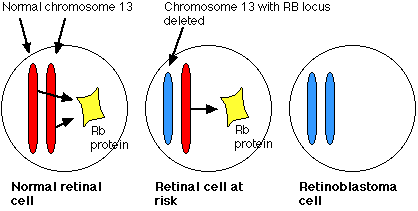 Normal chromosome 13
Chromosome 13 with RB locus
deleted
Rb
protein
Rb
protein
Normal retinal
cell
Retinal cell at
risk
Retinoblastoma
cell